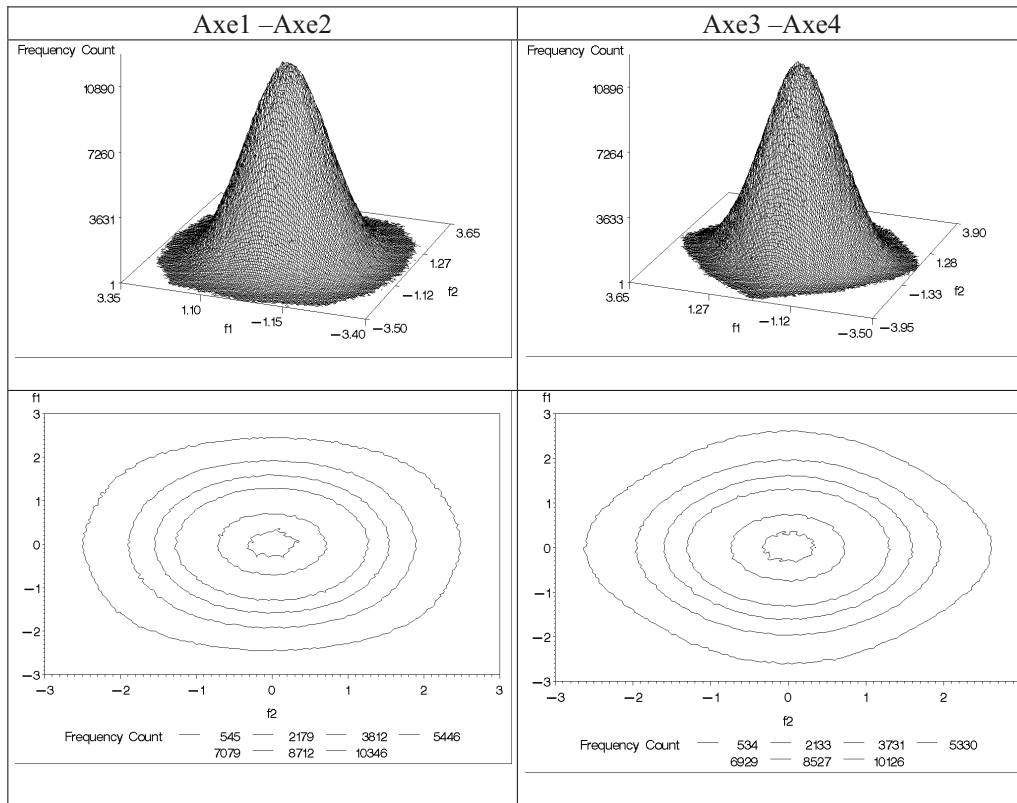 Axe1 –Axe2
Axe3 –Axe4
Frequency Count
10890
7260
3631
1
3.35
1.10
−1.15
−3.40
f1
3.65
1.27
−1.12
−3.50
f2
Frequency Count
10896
7264
3633
1
3.65
1.27
−1.12
−3.50
f1
3.90
1.28
−1.33
−3.95
f2
f1
3
2
1
0
−1
−2
−3
−3 −2 −1 0 1 2 3
f2
Frequency Count 545 2179 3812 5446
7079 8712 10346
f1
3
2
1
0
−1
−2
−3
−3 −2 −1 0 1 2
f2
Frequency Count 534 2133 3731 5330
6929 8527 10126